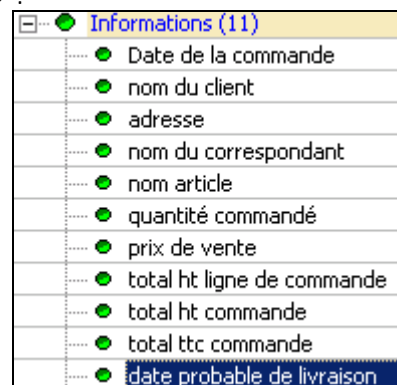 Informations (11)
Date de la commande
nom du client
adresse
nom du correspondant
nom article
quantité commandé
prix de vente
total ht ligne de commande
total ht commande
total ttc commande
date probable de livraison